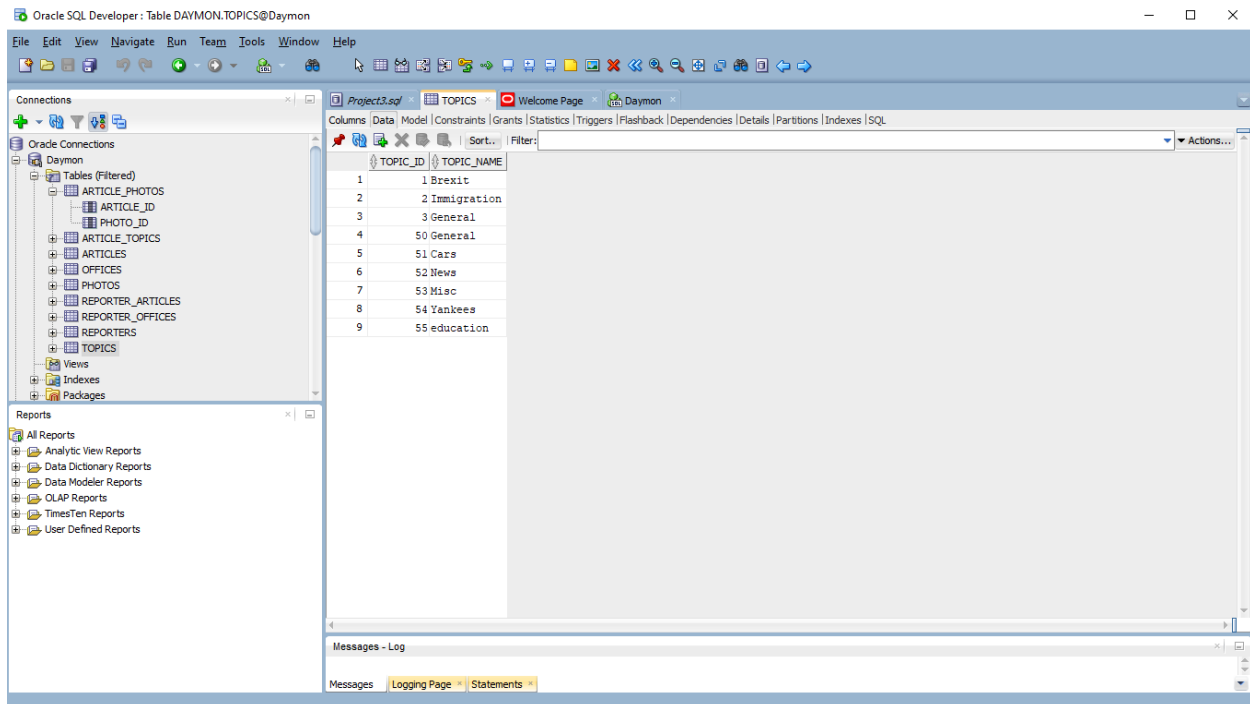 Oracle SQL Developer : Table DAYMON.TOPICS@Daymon
File Edit View Navigate Run Team Tools Window Help
Connections
Oracle Connections
Daymon
Tables (Filtered)
ARTICLE_PHOTOS
ARTICLE_ID
PHOTO_ID
ARTICLE_TOPICS
ARTICLES
OFFICES
PHOTOS
REPORTER_ARTICLES
REPORTER_OFFICES
REPORTERS
TOPICS
Views
Indexes
Packages
Reports
All Reports
Analytic View Reports
Data Dictionary Reports
Data Modeler Reports
OLAP Reports
TimesTen Reports
User Defined Reports
Project3.sql TOPICS Welcome Page Daymon
Columns Data Model |Constraints |Grants |Statistics |Triggers |Flashback |Dependencies |Details |Partitions |Indexes |SQL
Sort.. Filter: Actions...
TOPIC_ID TOPIC_NAME
1 1 Brexit
2 2 Immigration
3 3 General
4 50 General
5 51 Cars
6 52 News
7 53 Misc
8 54 Yankees
9 55 education
Messages - Log
Messages Logging Page Statements